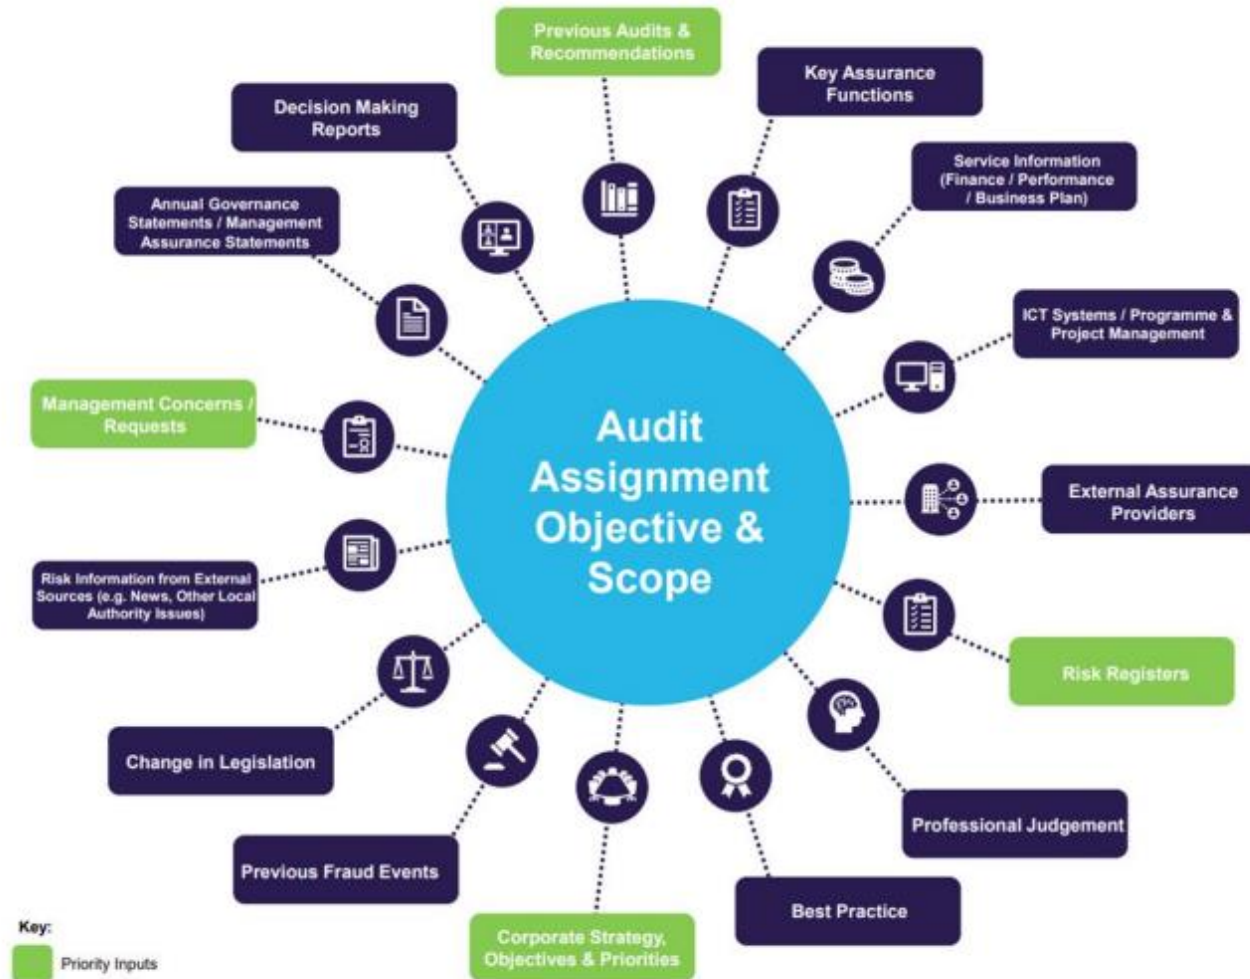 Previous Audits &
Recommendations
Key Assurance
Functions
Decision Making
Reports
Service Information
(Finance / Performance
/ Business Plan)
Annual Governance
Statements / Management
Assurance Statements
ICT Systems / Programme &
Project Management
Management Concerns /
Requests
Audit
Assignment
Objective &
Scope
External Assurance
Providers
Risk Information from External
Sources (e.g. News, Other Local
Authority Issues)
Risk Registers
Change in Legislation
Professional Judgement
Previous Fraud Events
Best Practice
Corporate Strategy,
Objectives & Priorities
Key:
Priority Inputs